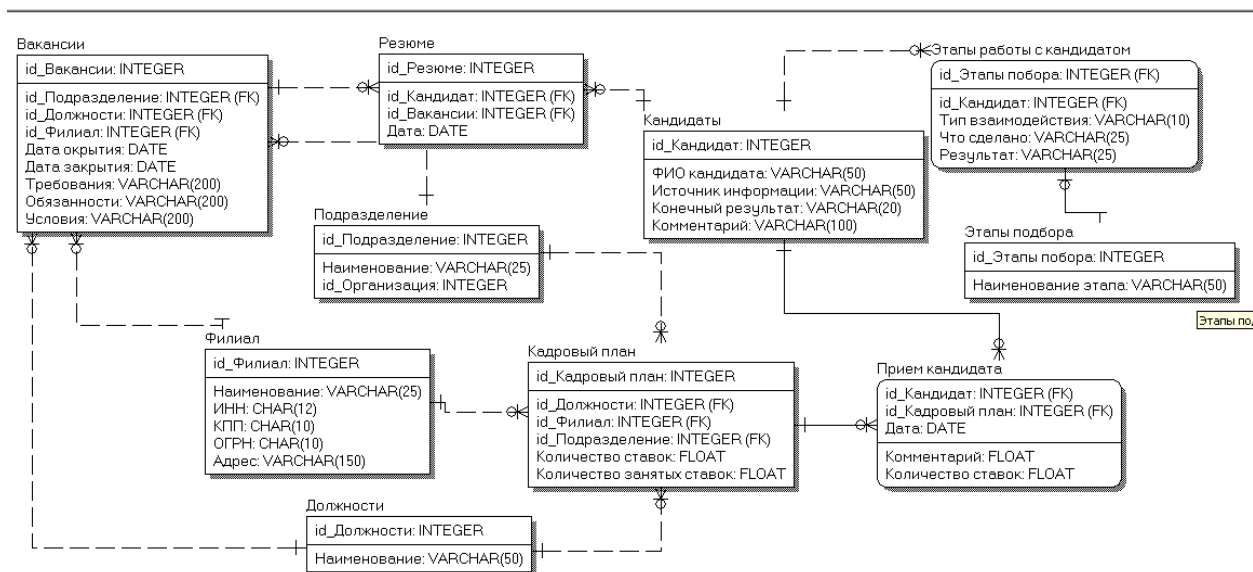 Вакансии
id_Вакансии: INTEGER
id_Подразделение: INTEGER (FK)
id_Должности: INTEGER (FK)
id_Филиал: INTEGER (FK)
Дата окрытия: DATE
Дата закрытия: DATE
Требования: VARCHAR(200)
Обязанности: VARCHAR(200)
Условия: VARCHAR(200)
Резюме
id_Резюме: INTEGER
id_Кандидат: INTEGER (FK)
id_Вакансии: INTEGER (FK)
Дата: DATE
Этапы работы с кандидатом
id_Этапы побора: INTEGER (FK)
id_Кандидат: INTEGER (FK)
Тип взаимодействия: VARCHAR(10)
Что сделано: VARCHAR(25)
Результат: VARCHAR(25)
Кандидаты
id_Кандидат: INTEGER
ФИО кандидата: VARCHAR(50)
Источник информации: VARCHAR(50)
Конечный результат: VARCHAR(20)
Комментарий: VARCHAR(100)
Подразделение
id_Подразделение: INTEGER
Наименование: VARCHAR(25)
id_Организация: INTEGER
Этапы подбора
id_Этапы побора: INTEGER
Наименование этапа: VARCHAR(50)
Этапы по
Филиал
id_Филиал: INTEGER
Наименование: VARCHAR(25)
ИНН: CHAR(12)
КПП: CHAR(10)
ОГРН: CHAR(10)
Адрес: VARCHAR(150)
Кадровый план
id_Кадровый план: INTEGER
id_Должности: INTEGER (FK)
id_Филиал: INTEGER (FK)
id_Подразделение: INTEGER (FK)
Количество ставок: FLOAT
Количество занятых ставок: FLOAT
Прием кандидата
id_Кандидат: INTEGER (FK)
id_Кадровый план: INTEGER (FK)
Дата: DATE
Комментарий: FLOAT
Количество ставок: FLOAT
Должности
id_Должности: INTEGER
Наименование: VARCHAR(50)